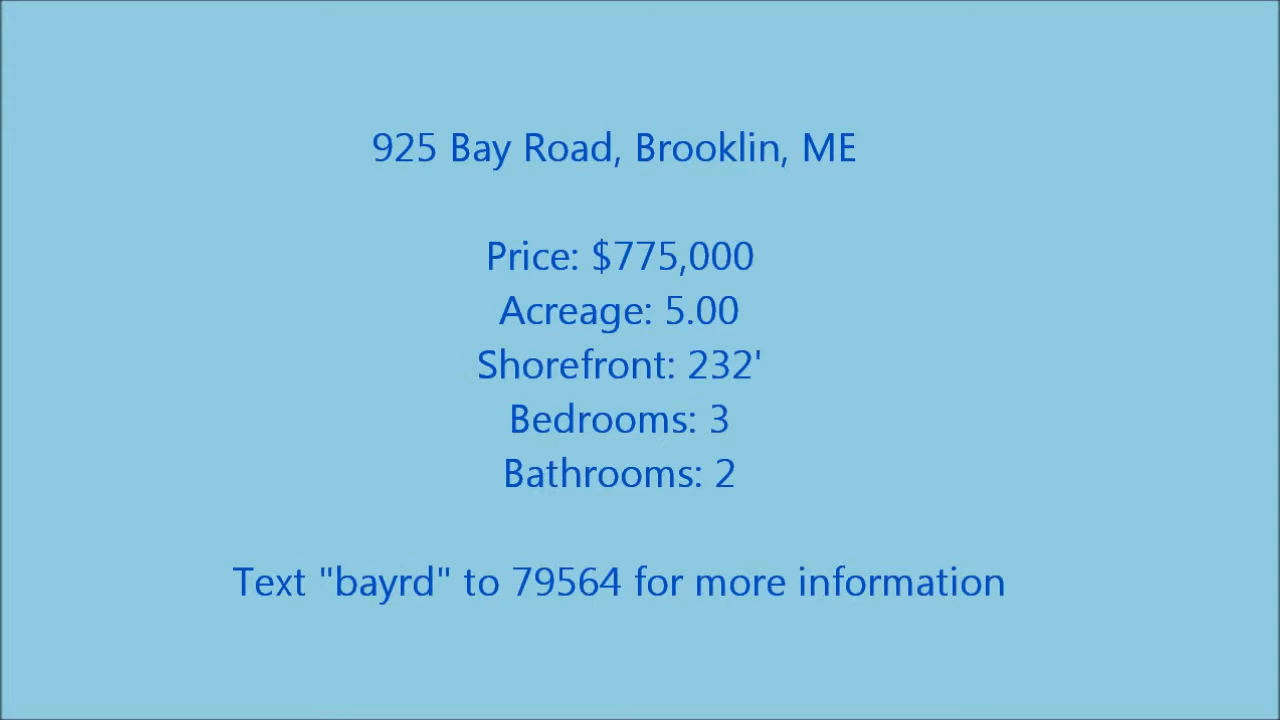 925 Bay Road, Brooklin, ME
Price: $775,000
Acreage: 5.00
Shorefront: 232'
Bedrooms: 3
Bathrooms: 2
Text "bayrd" to 79564 for more information